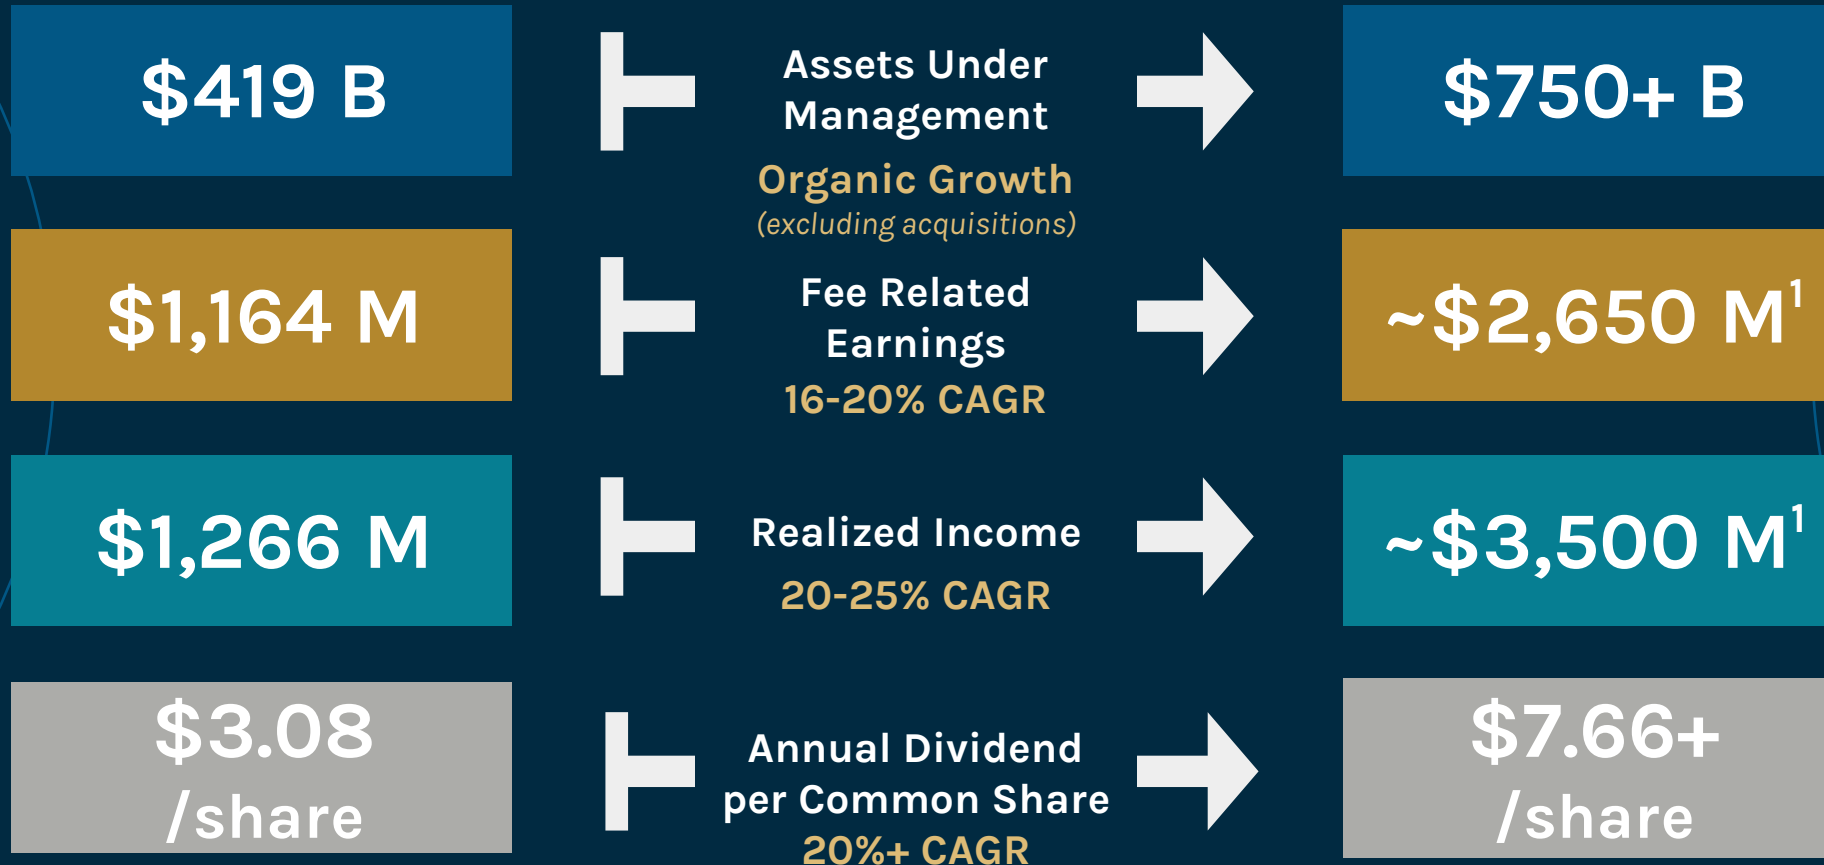 $419 B
Assets Under
Management
Organic Growth
(excluding acquisitions)
$750+ B
$1,164 M
Fee Related
Earnings
16-20% CAGR
~$2,650 M¹
$1,266 M
Realized Income
20-25% CAGR
~$3,500 M¹
$3.08
/share
Annual Dividend
per Common Share
20%+ CAGR
$7.66+
/share